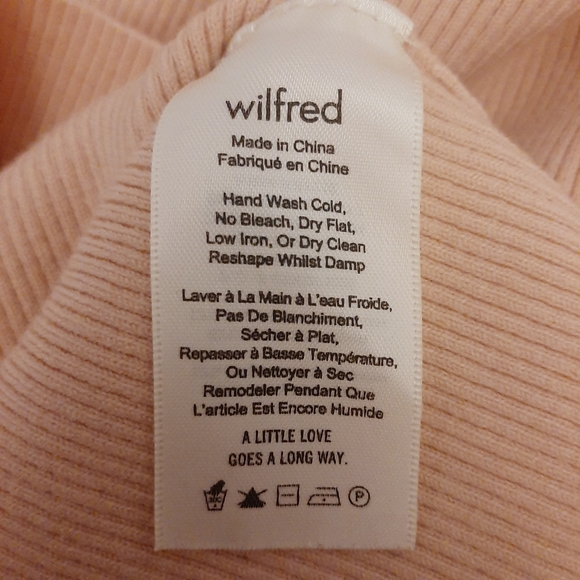 wilfred
Made in China
Fabriqué en Chine
Hand Wash Cold,
No Bleach, Dry Flat,
Low Iron, Or Dry Clean
Reshape Whilst Damp
Laver à La Main à L'eau Froide,
Pas De Blanchiment,
Sécher à Plat,
Repasser à Basse Température,
Ou Nettoyer à Sec
Remodeler Pendant Que
L'article Est Encore Humide
A LITTLE LOVE
GOES A LONG WAY.
P